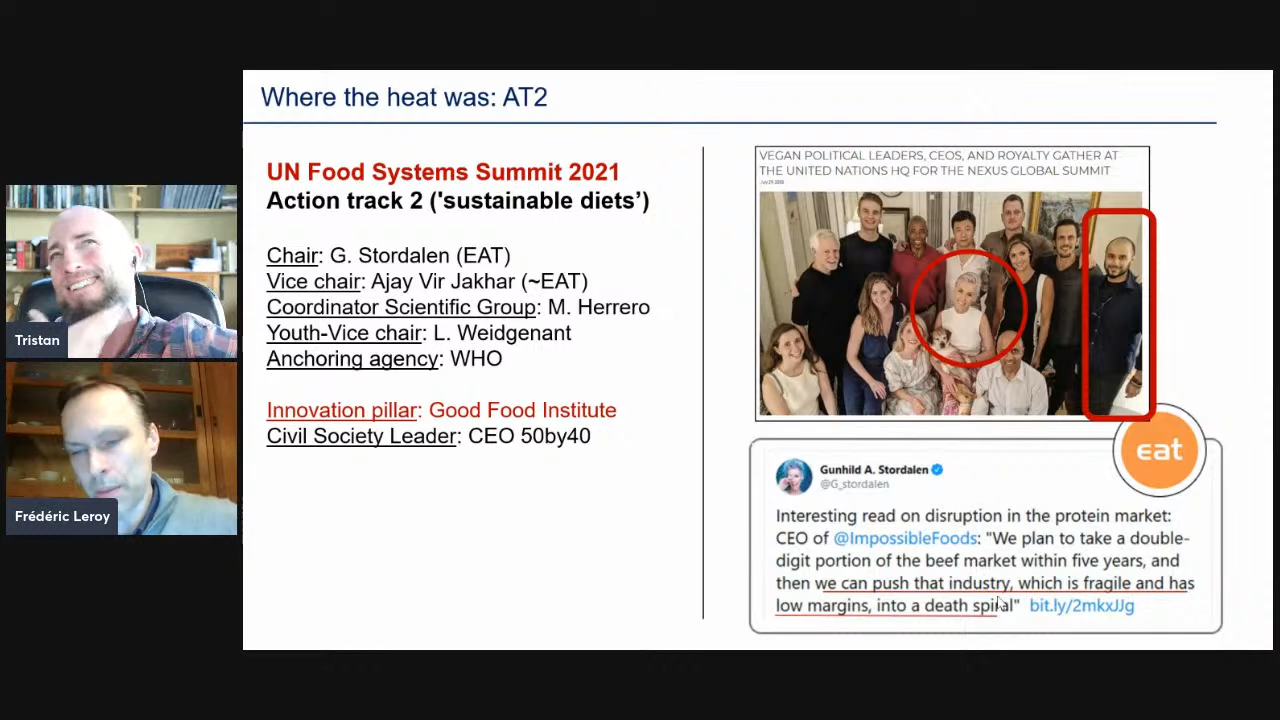 Where the heat was: AT2
UN Food Systems Summit 2021
Action track 2 ('sustainable diets’)
Chair: G. Stordalen (EAT)
Vice chair: Ajay Vir Jakhar (~EAT)
Coordinator Scientific Group: M. Herrero
Youth-Vice chair: L. Weidgenant
Anchoring agency: WHO
Innovation pillar: Good Food Institute
Civil Society Leader: CEO 50by40
VEGAN POLITICAL LEADERS, CEOS, AND ROYALTY GATHER AT
THE UNITED NATIONS HQ FOR THE NEXUS GLOBAL SUMMIT
eat
Gunhild A. Stordalen
@G_stordalen
Interesting read on disruption in the protein market:
CEO of @ImpossibleFoods: "We plan to take a double-
digit portion of the beef market within five years, and
then we can push that industry, which is fragile and has
low margins, into a death spiral" bit.ly/2mkxJJg
Tristan
Frédéric Leroy